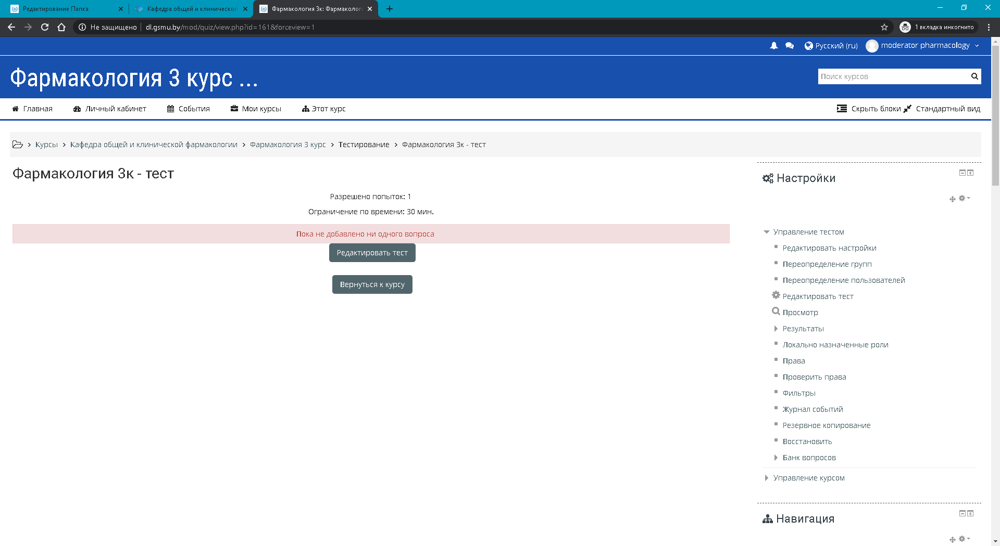 Редактирование Папка
Кафедра общей и клинической
Фармакология 3к: Фармаколог
Не защищено
dl.gsmu.by/mod/quiz/view.php?id=161&forceview=1
1 вкладка инкогнито
Русский (ru)
moderator pharmacology
Фармакология 3 курс ...
Поиск курсов
Главная
Личный кабинет
События
Мои курсы
Этот курс
Скрыть блоки
Стандартный вид
Курсы
Кафедра общей и клинической фармакологии
Фармакология 3 курс
Тестирование
Фармакология 3к - тест
Фармакология 3к - тест
Разрешено попыток: 1
Ограничение по времени: 30 мин.
Пока не добавлено ни одного вопроса
Редактировать тест
Вернуться к курсу
Настройки
Управление тестом
Редактировать настройки
Переопределение групп
Переопределение пользователей
Редактировать тест
Просмотр
Результаты
Локально назначенные роли
Права
Проверить права
Фильтры
Журнал событий
Резервное копирование
Восстановить
Банк вопросов
Управление курсом
Навигация